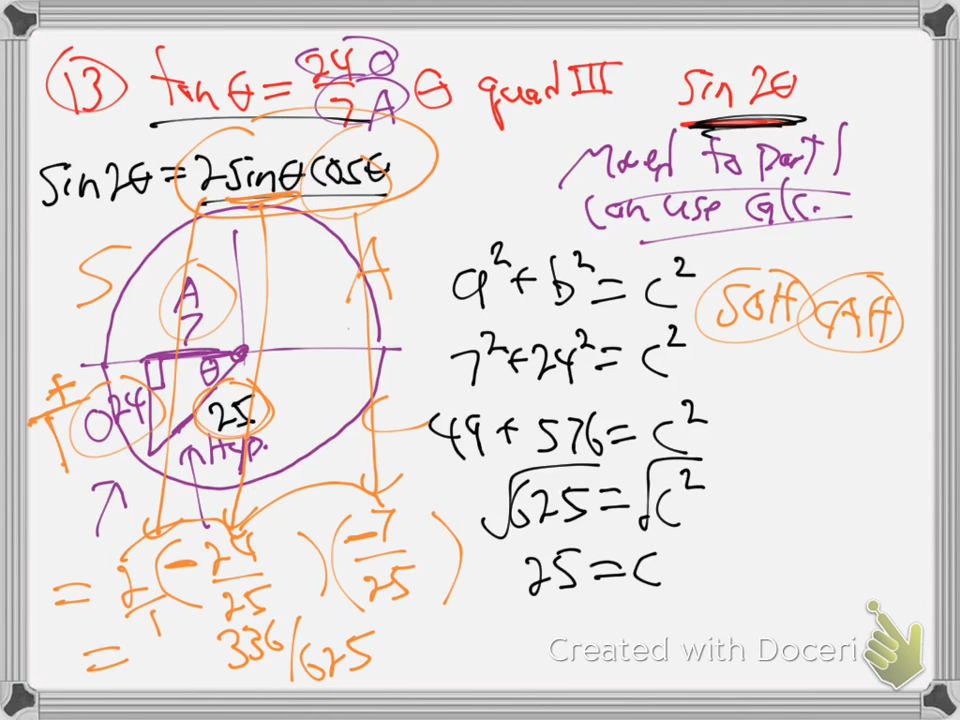 13) tan θ = 24 O / 7 A θ quad III sin 2θ
sin 2θ = 2 sin θ cos θ
Moved to part 1
can use calc.
S A
A
7
θ
O 24 25
T C
Hyp.
a² + b² = c²
7² + 24² = c²
49 + 576 = c²
√625 = √c²
25 = c
SOH CAH
= 2/1 (-24/25) (-7/25)
= 336/625
Created with Doceri